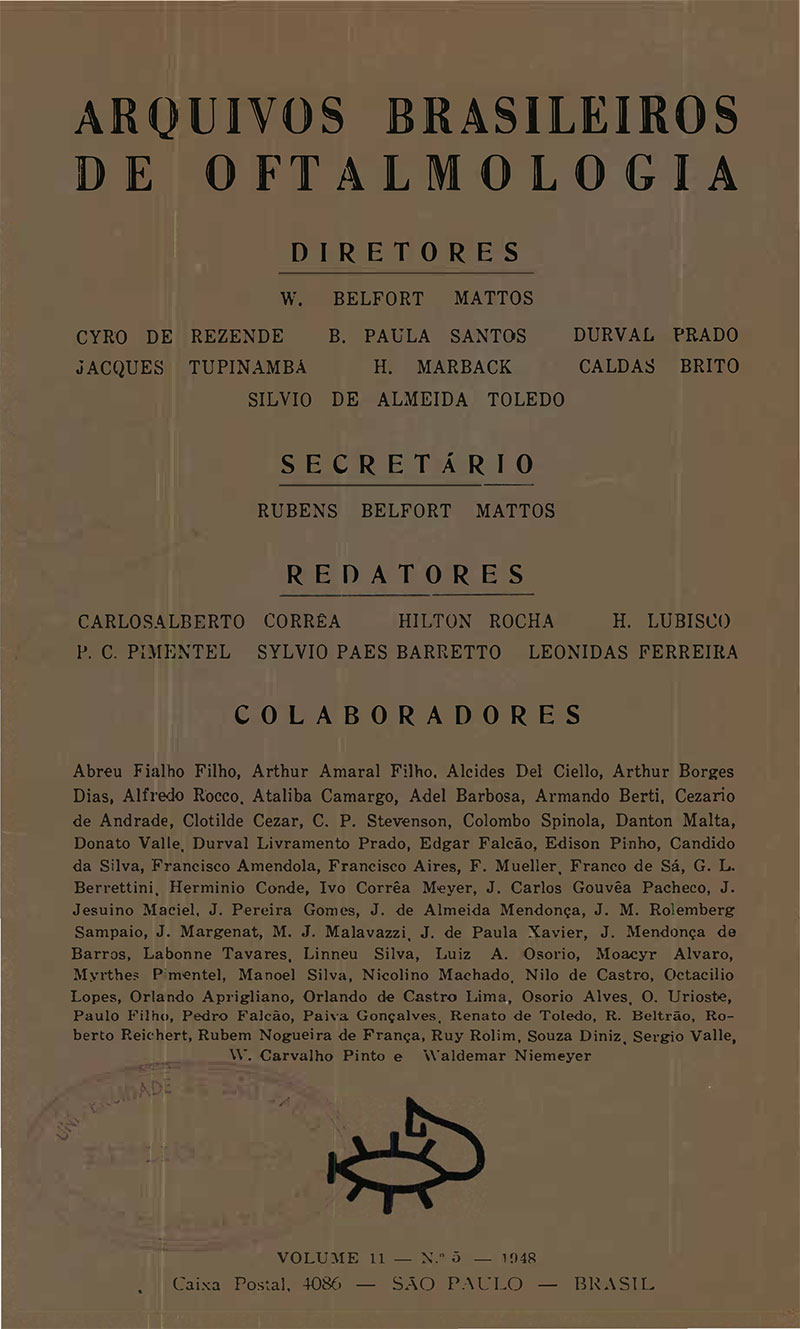 ARQUIVOS BRASILEIROS
DE OFTALMOLOGIA
DIRETORES
W. BELFORT MATTOS
CYRO DE REZENDE B. PAULA SANTOS DURVAL PRADO
JACQUES TUPINAMBÁ H. MARBACK CALDAS BRITO
SILVIO DE ALMEIDA TOLEDO
SECRETÁRIO
RUBENS BELFORT MATTOS
REDATORES
CARLOSALBERTO CORRÊA HILTON ROCHA H. LUBISCO
P. C. PIMENTEL SYLVIO PAES BARRETTO LEONIDAS FERREIRA
COLABORADORES
Abreu Fialho Filho, Arthur Amaral Filho, Alcides Del Ciello, Arthur Borges
Dias, Alfredo Rocco, Ataliba Camargo, Adel Barbosa, Armando Berti, Cezario
de Andrade, Clotilde Cezar, C. P. Stevenson, Colombo Spinola, Danton Malta,
Donato Valle, Durval Livramento Prado, Edgar Falcão, Edison Pinho, Candido
da Silva, Francisco Amendola, Francisco Aires, F. Mueller, Franco de Sá, G. L.
Berrettini, Herminio Conde, Ivo Corrêa Meyer, J. Carlos Gouvêa Pacheco, J.
Jesuino Maciel, J. Pereira Gomes, J. de Almeida Mendonça, J. M. Rolemberg
Sampaio, J. Margenat, M. J. Malavazzi, J. de Paula Xavier, J. Mendonça de
Barros, Labonne Tavares, Linneu Silva, Luiz A. Osorio, Moacyr Alvaro,
Myrthes Pimentel, Manoel Silva, Nicolino Machado, Nilo de Castro, Octacilio
Lopes, Orlando Aprigliano, Orlando de Castro Lima, Osorio Alves, O. Urioste,
Paulo Filho, Pedro Falcão, Paiva Gonçalves, Renato de Toledo, R. Beltrão, Ro-
berto Reichert, Rubem Nogueira de França, Ruy Rolim, Souza Diniz, Sergio Valle,
W. Carvalho Pinto e Waldemar Niemeyer
VOLUME 11 — N.º 5 — 1948
Caixa Postal, 4086 — SÃO PAULO — BRASIL